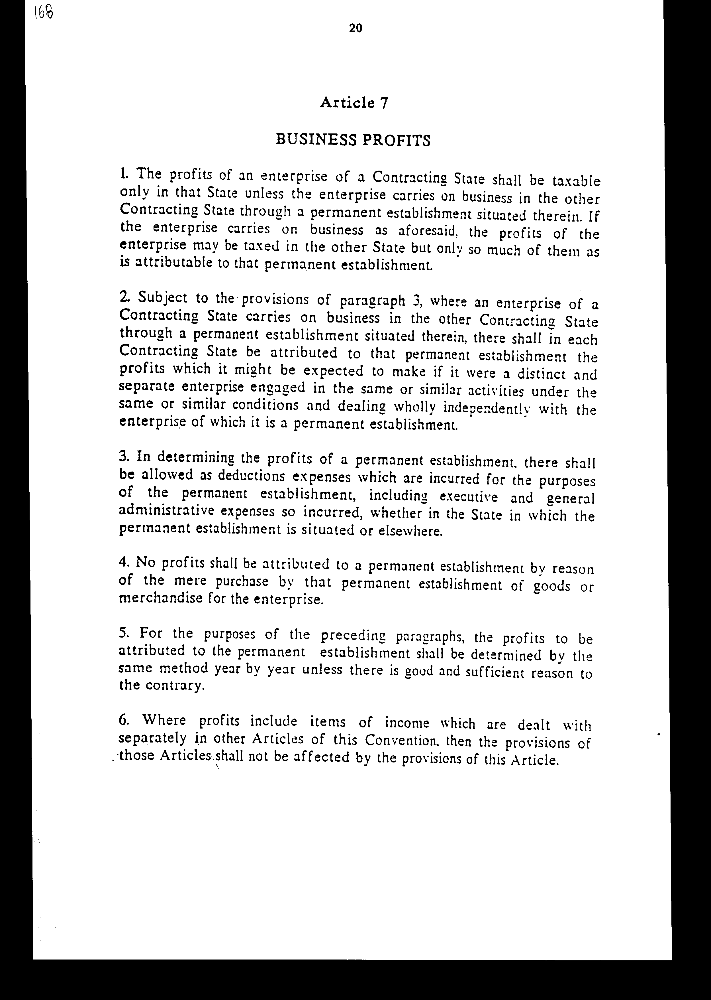 168
20
Article 7
BUSINESS PROFITS
1. The profits of an enterprise of a Contracting State shall be taxable
only in that State unless the enterprise carries on business in the other
Contracting State through a permanent establishment situated therein. If
the enterprise carries on business as aforesaid, the profits of the
enterprise may be taxed in the other State but only so much of them as
is attributable to that permanent establishment.
2. Subject to the provisions of paragraph 3, where an enterprise of a
Contracting State carries on business in the other Contracting State
through a permanent establishment situated therein, there shall in each
Contracting State be attributed to that permanent establishment the
profits which it might be expected to make if it were a distinct and
separate enterprise engaged in the same or similar activities under the
same or similar conditions and dealing wholly independently with the
enterprise of which it is a permanent establishment.
3. In determining the profits of a permanent establishment, there shall
be allowed as deductions expenses which are incurred for the purposes
of the permanent establishment, including executive and general
administrative expenses so incurred, whether in the State in which the
permanent establishment is situated or elsewhere.
4. No profits shall be attributed to a permanent establishment by reason
of the mere purchase by that permanent establishment of goods or
merchandise for the enterprise.
5. For the purposes of the preceding paragraphs, the profits to be
attributed to the permanent establishment shall be determined by the
same method year by year unless there is good and sufficient reason to
the contrary.
6. Where profits include items of income which are dealt with
separately in other Articles of this Convention, then the provisions of
those Articles shall not be affected by the provisions of this Article.